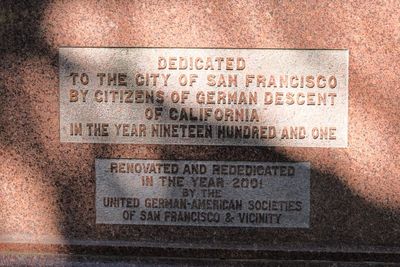 DEDICATED
TO THE CITY OF SAN FRANCISCO
BY CITIZENS OF GERMAN DESCENT
OF CALIFORNIA
IN THE YEAR NINETEEN HUNDRED AND ONE
RENOVATED AND REDEDICATED
IN THE YEAR 2001
BY THE
UNITED GERMAN-AMERICAN SOCIETIES
OF SAN FRANCISCO & VICINITY